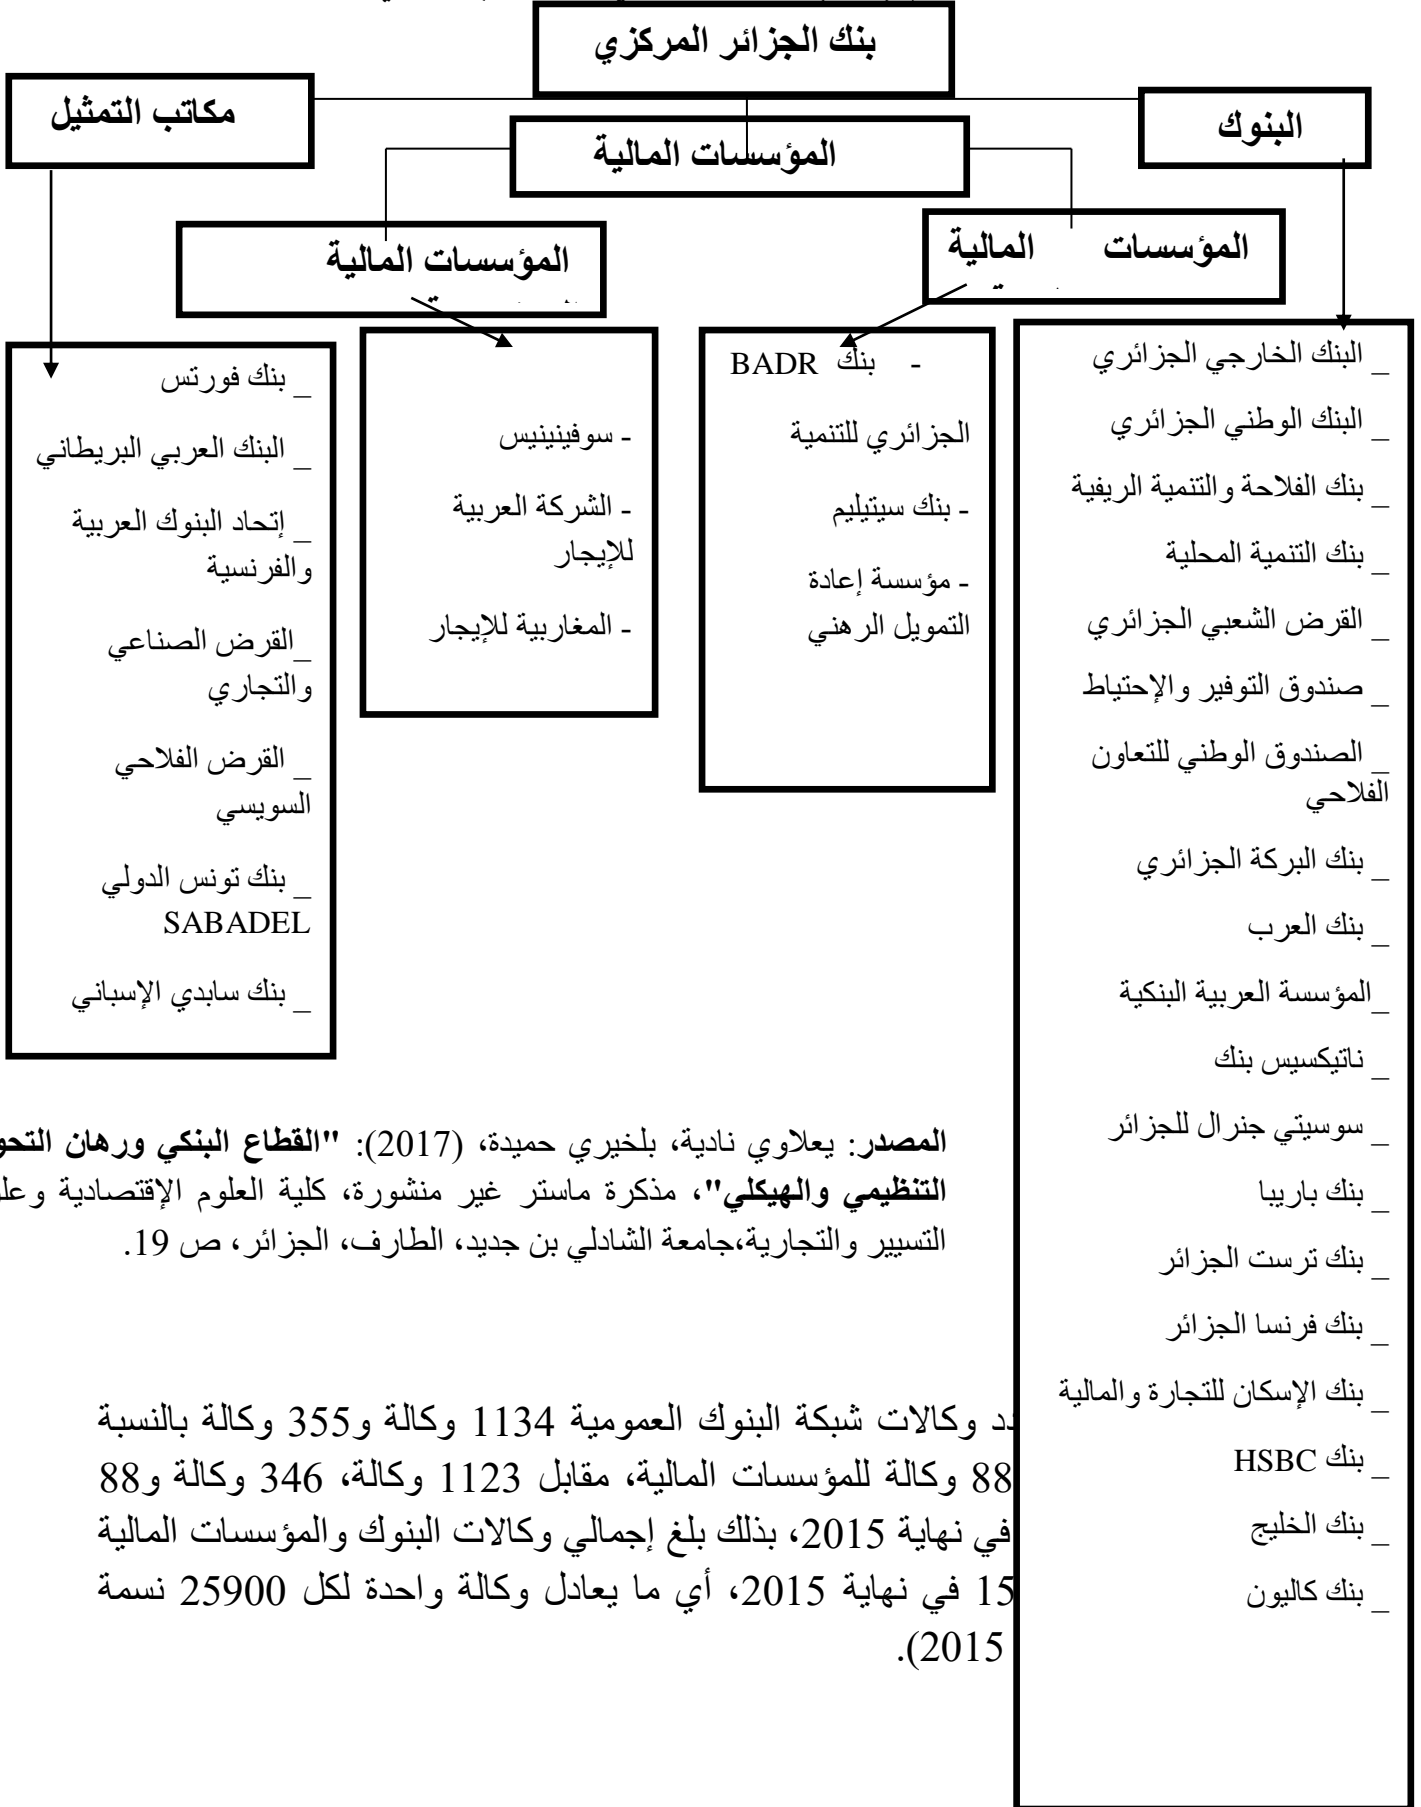 بنك الجزائر المركزي
البنوك
المؤسسات المالية
مكاتب التمثيل
المؤسسات المالية
المؤسسات المالية
_ البنك الخارجي الجزائري
_ البنك الوطني الجزائري
_ بنك الفلاحة والتنمية الريفية
_ بنك التنمية المحلية
_ القرض الشعبي الجزائري
_ صندوق التوفير والإحتياط
_ الصندوق الوطني للتعاون
الفلاحي
_ بنك البركة الجزائري
_ بنك العرب
_المؤسسة العربية البنكية
_ ناتيكسيس بنك
_ سوسيتي جنرال للجزائر
_ بنك باريبا
_ بنك ترست الجزائر
_ بنك فرنسا الجزائر
_ بنك الإسكان للتجارة والمالية
_ بنك HSBC
_ بنك الخليج
_ بنك كاليون
- بنك BADR
الجزائري للتنمية
- بنك سيتيليم
- مؤسسة إعادة
التمويل الرهني
- سوفينينيس
- الشركة العربية
للإيجار
- المغاربية للإيجار
_ بنك فورتس
_ البنك العربي البريطاني
_ إتحاد البنوك العربية
والفرنسية
_القرض الصناعي
والتجاري
_ القرض الفلاحي
السويسي
_ بنك تونس الدولي
SABADEL
_ بنك سابدي الإسباني
المصدر: يعلاوي نادية، بلخيري حميدة، (2017): "القطاع البنكي ورهان
التنظيمي والهيكلي"، مذكرة ماستر غير منشورة، كلية العلوم الإقتصادية
التسيير والتجارية،جامعة الشادلي بن جديد، الطارف، الجزائر، ص 19.
وكالات شبكة البنوك العمومية 1134 وكالة و355 وكالة بالنسبة
88 وكالة للمؤسسات المالية، مقابل 1123 وكالة، 346 وكالة و88
في نهاية 2015، بذلك بلغ إجمالي وكالات البنوك والمؤسسات المالية
15 في نهاية 2015، أي ما يعادل وكالة واحدة لكل 25900 نسمة
2015).